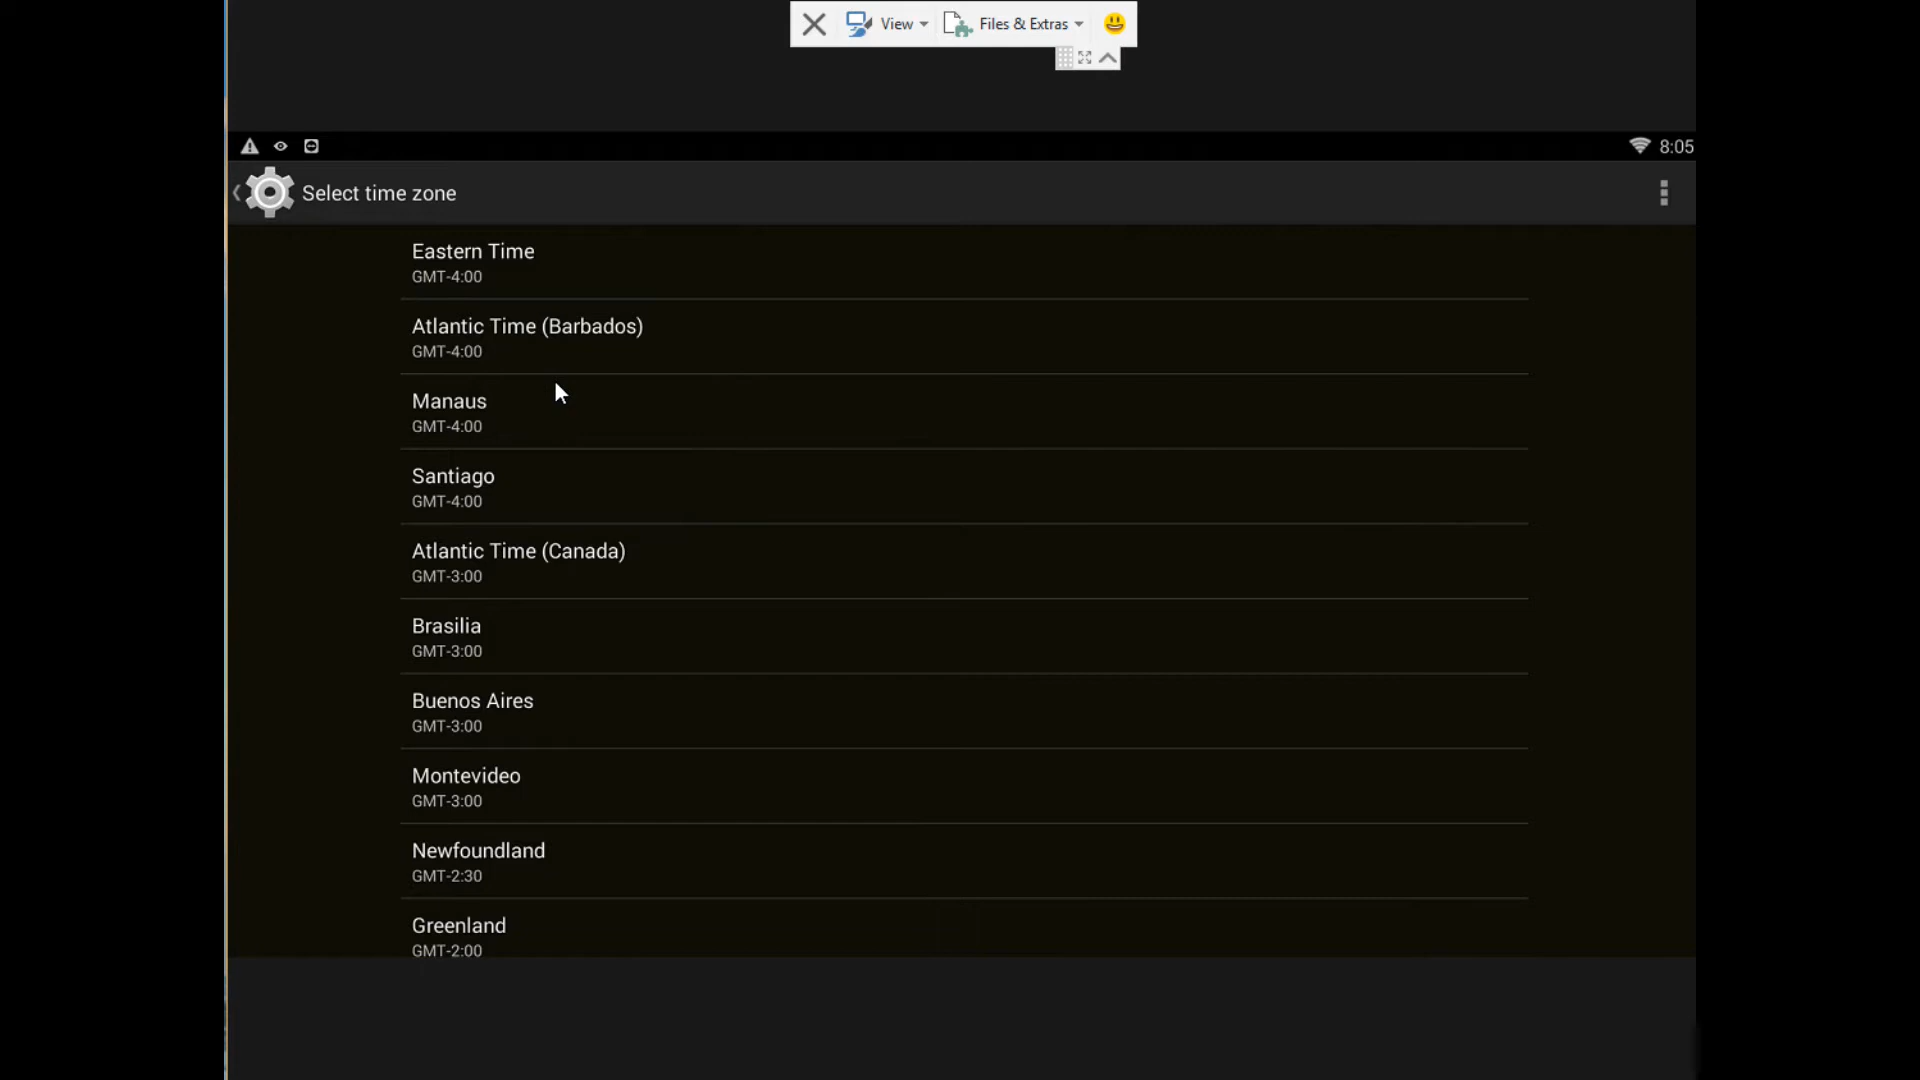 View
Files & Extras
8:05
Select time zone
Eastern Time
GMT-4:00
Atlantic Time (Barbados)
GMT-4:00
Manaus
GMT-4:00
Santiago
GMT-4:00
Atlantic Time (Canada)
GMT-3:00
Brasilia
GMT-3:00
Buenos Aires
GMT-3:00
Montevideo
GMT-3:00
Newfoundland
GMT-2:30
Greenland
GMT-2:00